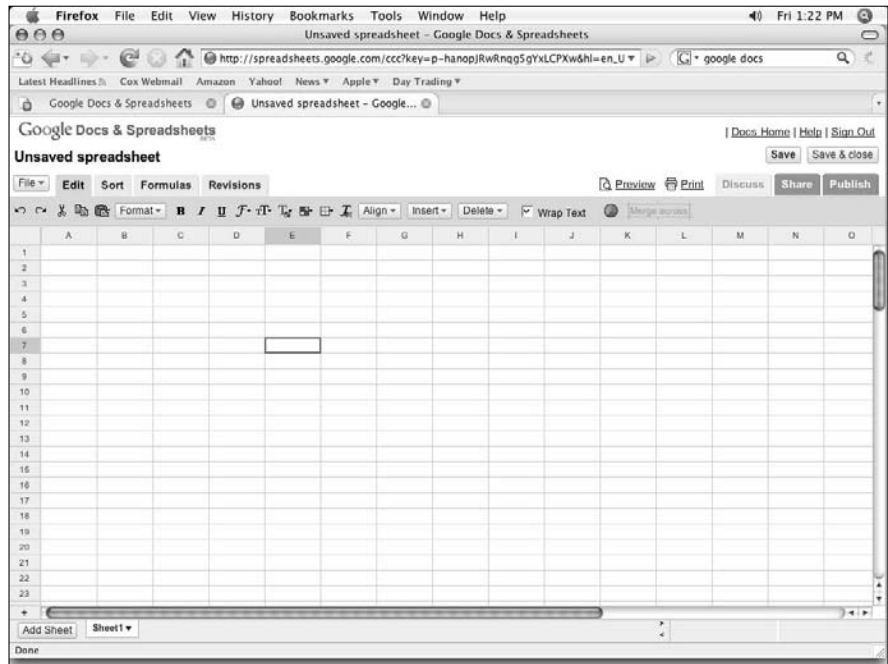 Firefox File Edit View History Bookmarks Tools Window Help Fri 1:22 PM
Unsaved spreadsheet – Google Docs & Spreadsheets
http://spreadsheets.google.com/ccc?key=p-hanopJRwRnqg5gYxLCPXw&hl=en_U google docs
Latest Headlines Cox Webmail Amazon Yahoo! News Apple Day Trading
Google Docs & Spreadsheets Unsaved spreadsheet – Google...
Google Docs & Spreadsheets
BETA
| Docs Home | Help | Sign Out
Unsaved spreadsheet Save Save & close
File Edit Sort Formulas Revisions Preview Print Discuss Share Publish
Format B I U Align Insert Delete Wrap Text Merge across
A B C D E F G H I J K L M N O
1
2
3
4
5
6
7
8
9
10
11
12
13
14
15
16
17
18
19
20
21
22
23
+
Add Sheet Sheet1
Done